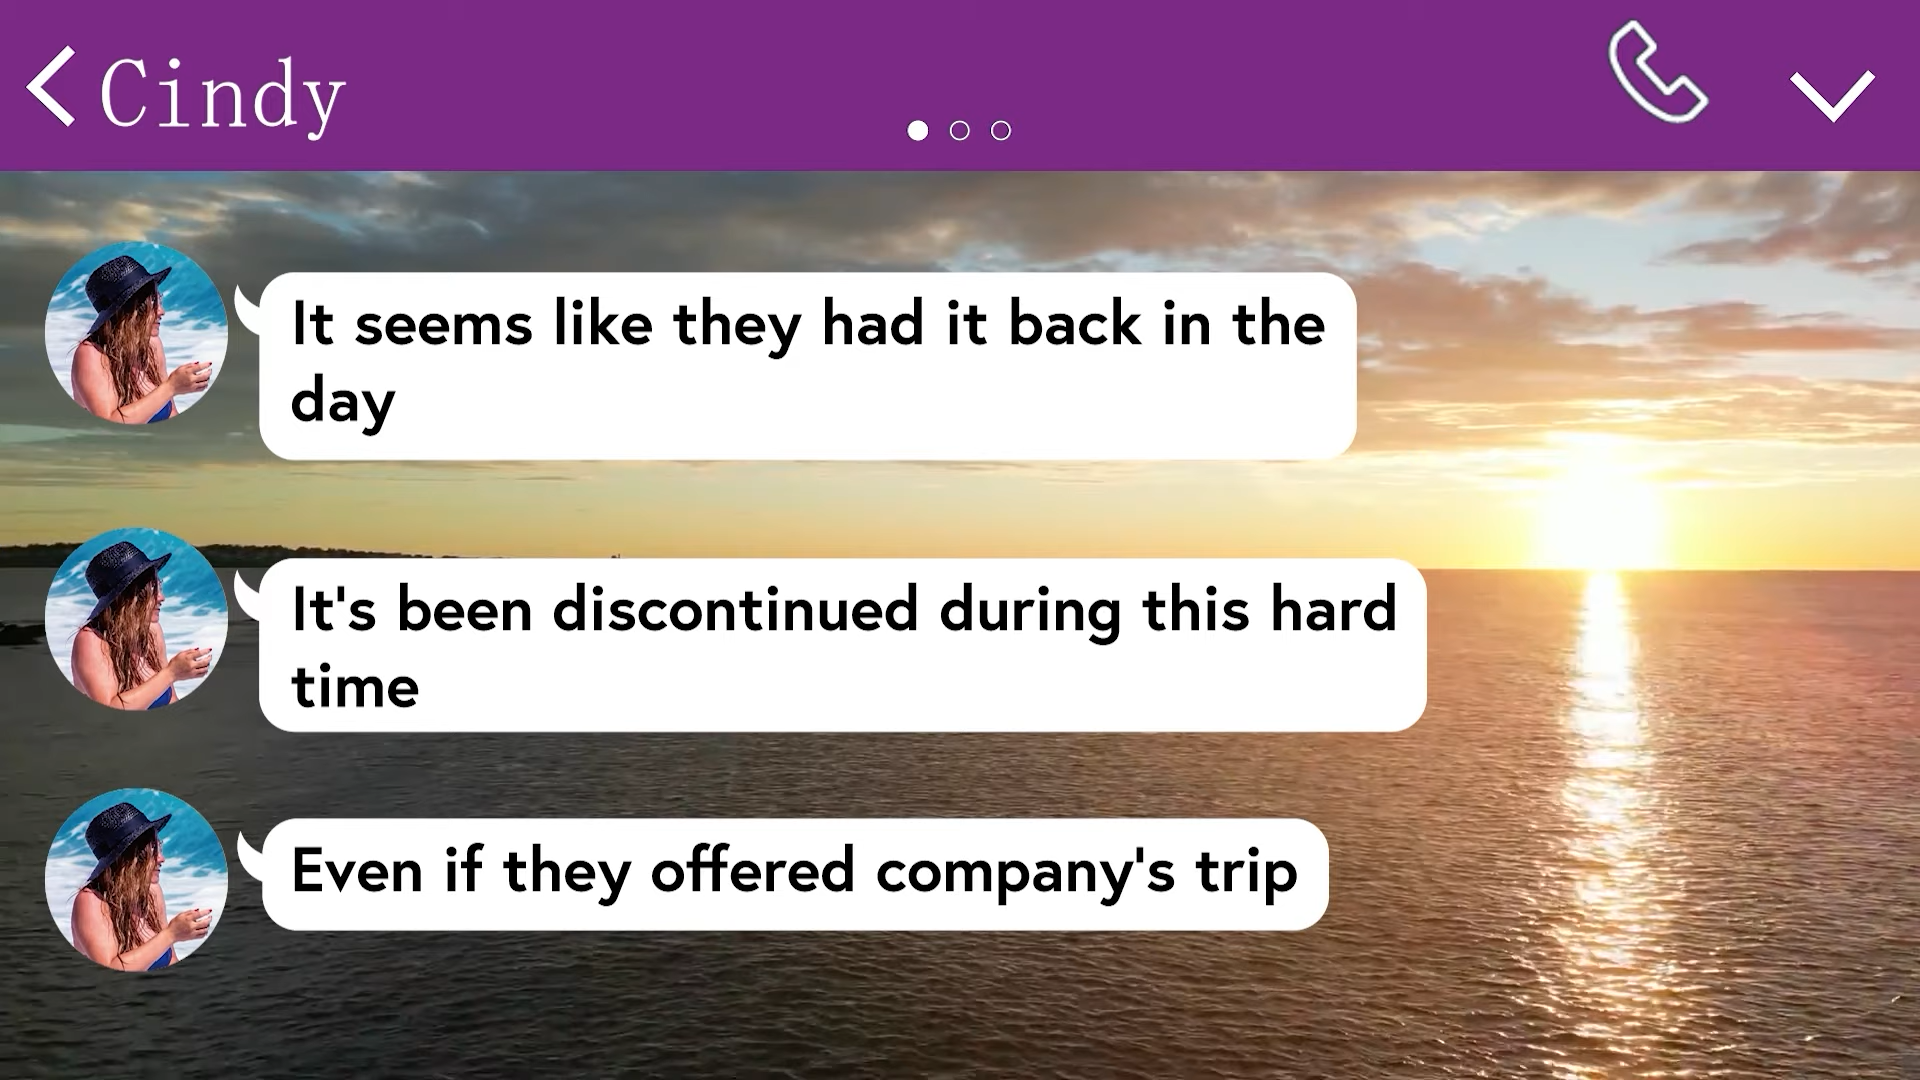 Cindy
It seems like they had it back in the
day
It's been discontinued during this hard
time
Even if they offered company's trip